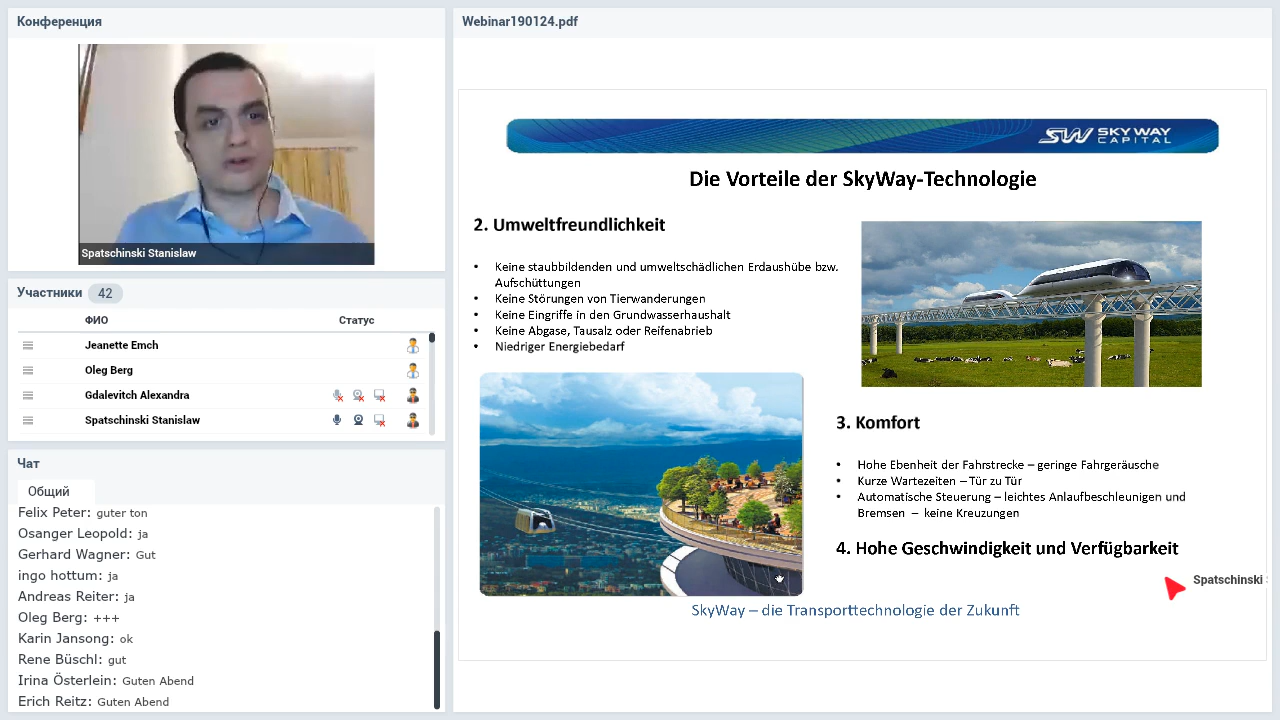 Конференция
Spatschinski Stanislaw
Участники 42
ФИО Статус
Jeanette Emch
Oleg Berg
Gdalevitch Alexandra
Spatschinski Stanislaw
Чат
Общий
Felix Peter: guter ton
Osanger Leopold: ja
Gerhard Wagner: Gut
ingo hottum: ja
Andreas Reiter: ja
Oleg Berg: +++
Karin Jansong: ok
Rene Büschl: gut
Irina Österlein: Guten Abend
Erich Reitz: Guten Abend
Webinar190124.pdf
SW SKY WAY
CAPITAL
Die Vorteile der SkyWay-Technologie
2. Umweltfreundlichkeit
• Keine staubbildenden und umweltschädlichen Erdaushübe bzw.
Aufschüttungen
• Keine Störungen von Tierwanderungen
• Keine Eingriffe in den Grundwasserhaushalt
• Keine Abgase, Tausalz oder Reifenabrieb
• Niedriger Energiebedarf
3. Komfort
• Hohe Ebenheit der Fahrstrecke – geringe Fahrgeräusche
• Kurze Wartezeiten – Tür zu Tür
• Automatische Steuerung – leichtes Anlaufbeschleunigen und
Bremsen – keine Kreuzungen
4. Hohe Geschwindigkeit und Verfügbarkeit
Spatschinski
SkyWay – die Transporttechnologie der Zukunft